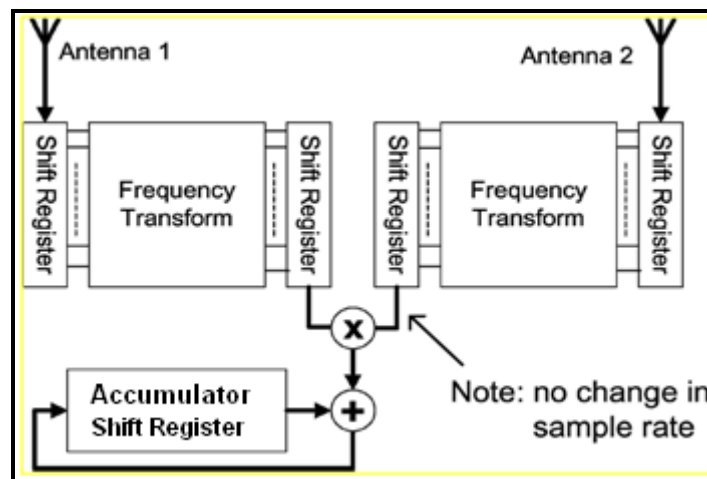 Antenna 1
Antenna 2
Shift Register
Frequency
Transform
Shift Register
Shift Register
Frequency
Transform
Shift Register
X
+
Accumulator
Shift Register
Note: no change in
sample rate